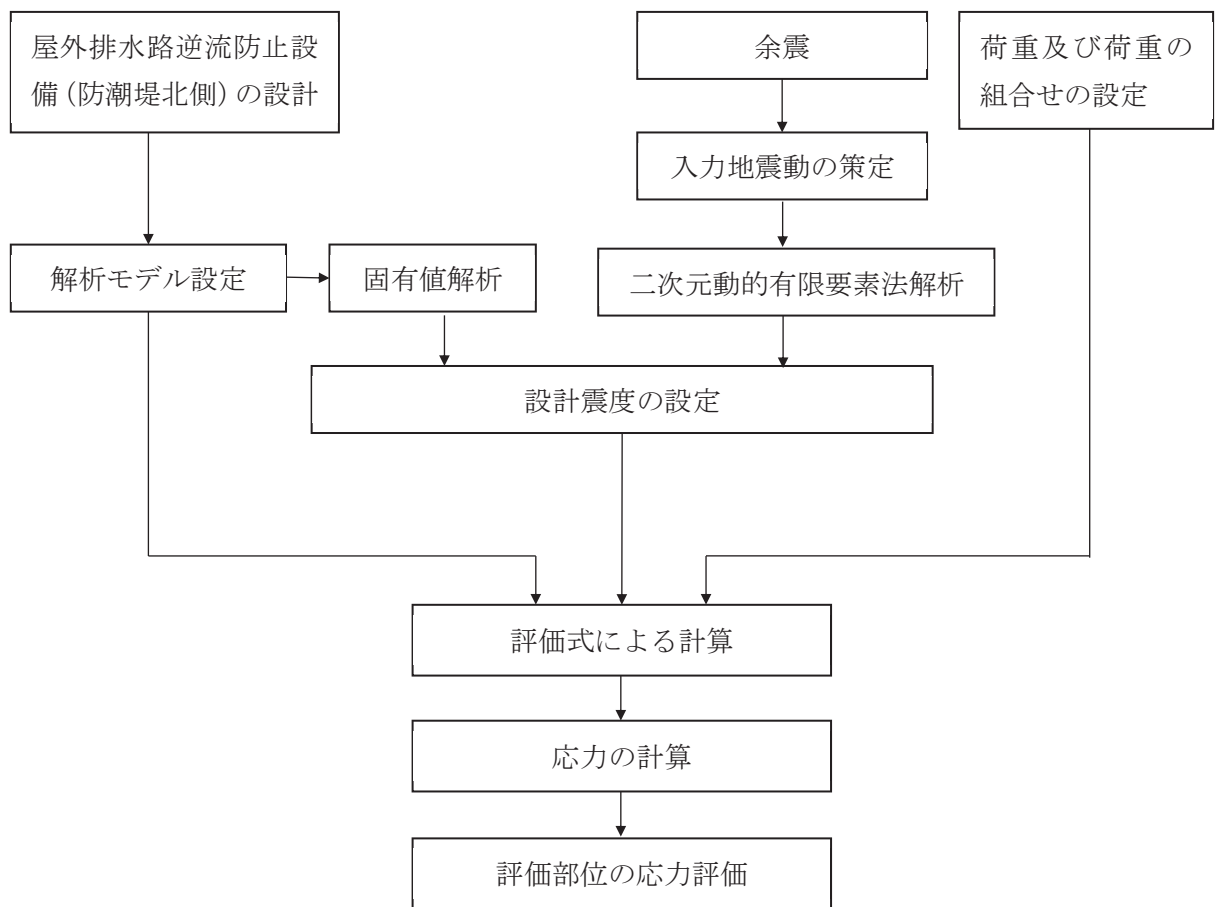 屋外排水路逆流防止設
備(防潮堤北側)の設計
余震
荷重及び荷重の
組合せの設定
入力地震動の策定
解析モデル設定
固有値解析
二次元動的有限要素法解析
設計震度の設定
評価式による計算
応力の計算
評価部位の応力評価